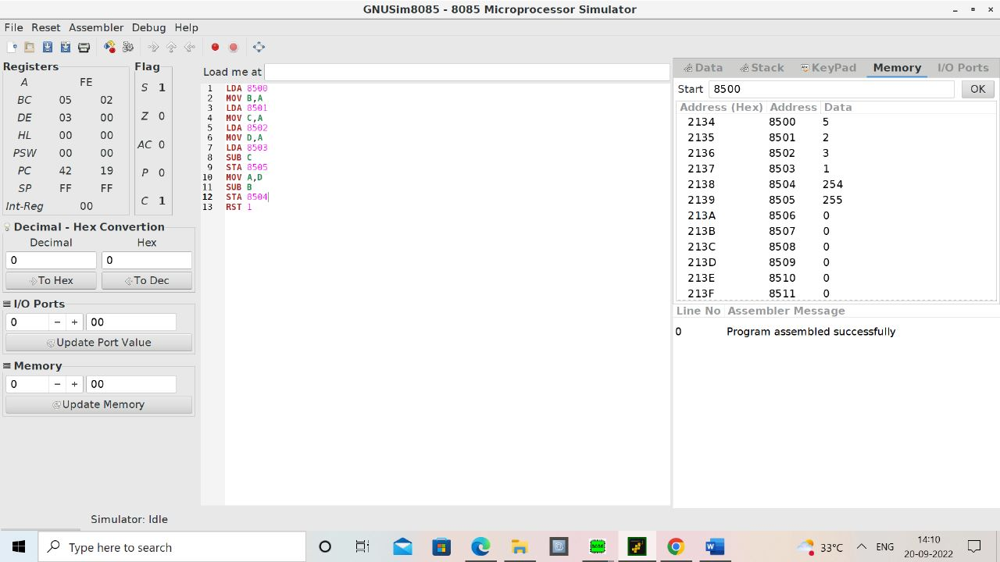 GNUSim8085 - 8085 Microprocessor Simulator
File Reset Assembler Debug Help
Registers
A FE
BC 05 02
DE 03 00
HL 00 00
PSW 00 00
PC 42 19
SP FF FF
Int-Reg 00
Flag
S 1
Z 0
AC 0
P 0
C 1
Decimal - Hex Convertion
Decimal Hex
0 0
To Hex To Dec
I/O Ports
0 − + 00
Update Port Value
Memory
0 − + 00
Update Memory
Load me at
1 LDA 8500
2 MOV B,A
3 LDA 8501
4 MOV C,A
5 LDA 8502
6 MOV D,A
7 LDA 8503
8 SUB C
9 STA 8505
10 MOV A,D
11 SUB B
12 STA 8504
13 RST 1
Data Stack KeyPad Memory I/O Ports
Start 8500 OK
Address (Hex) Address Data
2134 8500 5
2135 8501 2
2136 8502 3
2137 8503 1
2138 8504 254
2139 8505 255
213A 8506 0
213B 8507 0
213C 8508 0
213D 8509 0
213E 8510 0
213F 8511 0
Line No Assembler Message
0 Program assembled successfully
Simulator: Idle
Type here to search
33°C ENG
14:10
20-09-2022